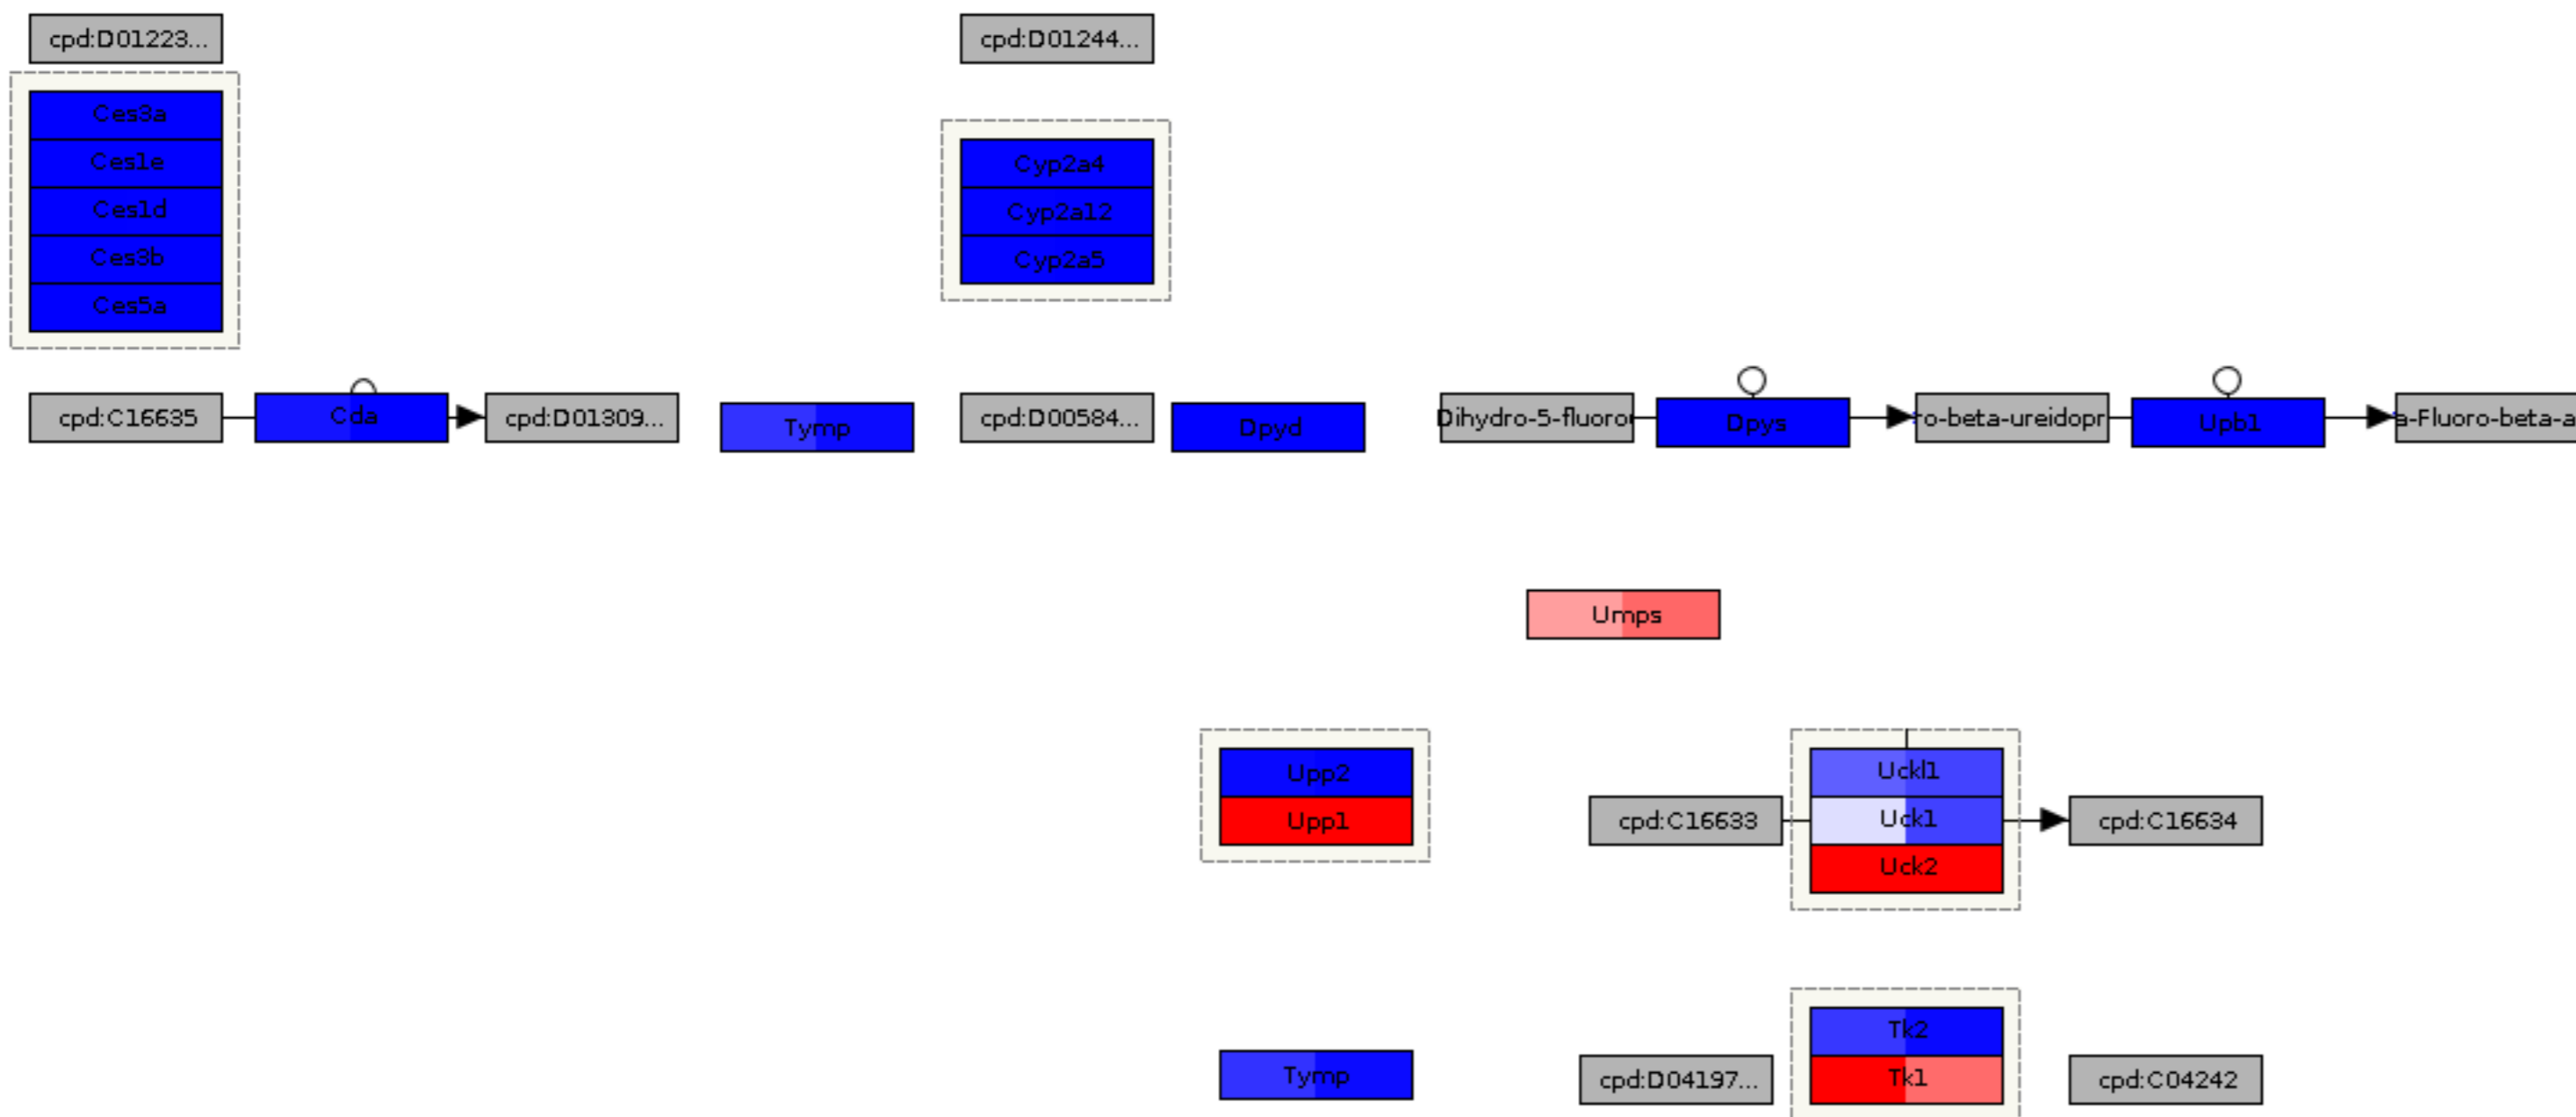 cpd:D01223...
cpd:D01244...
Ces3a
Ces1e
Ces1d
Ces3b
Ces5a
Cyp2a4
Cyp2a12
Cyp2a5
cpd:C16635
Cda
cpd:D01309...
Tymp
cpd:D00584...
Dpyd
Dihydro-5-fluoro
Dpys
ro-beta-ureidopr
Upb1
a-Fluoro-beta-a
Umps
Upp2
Upp1
cpd:C16633
Uckl1
Uck1
Uck2
cpd:C16634
Tymp
cpd:D04197...
Tk2
Tk1
cpd:C04242